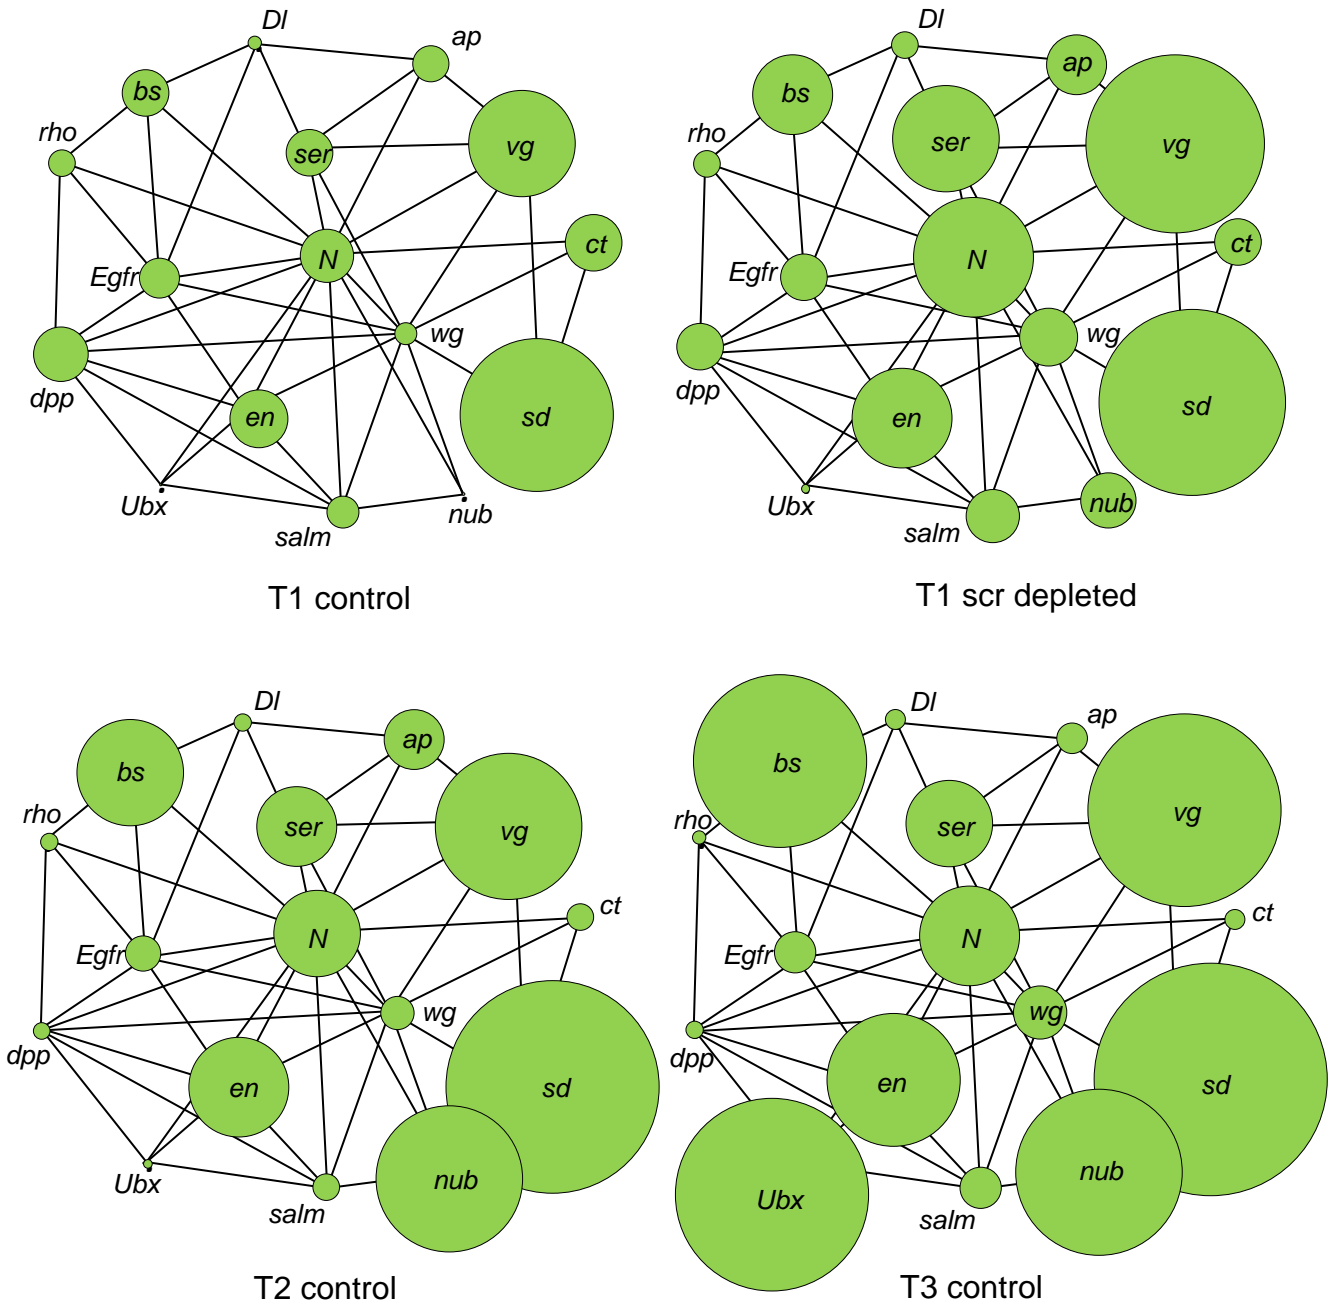 Dl
ap
bs
rho
ser
vg
N
ct
Egfr
wg
dpp
en
sd
Ubx
salm
nub
T1 control
Dl
ap
bs
rho
ser
vg
ct
Egfr
N
wg
dpp
en
sd
Ubx
salm
nub
T1 scr depleted
Dl
ap
bs
rho
ser
vg
ct
Egfr
N
wg
dpp
en
sd
Ubx
nub
salm
T2 control
Dl
ap
bs
rho
ser
vg
ct
Egfr
N
wg
dpp
en
sd
Ubx
nub
salm
T3 control